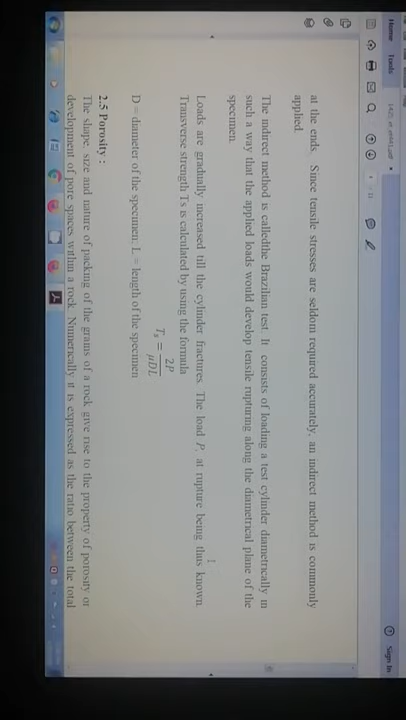 Home Tools
Sign In
at the ends. Since tensile stresses are seldom required accurately, an indirect method is commonly
applied.
The indirect method is calledthe Brazilian test. It consists of loading a test cylinder diametrically in
such a way that the applied loads would develop tensile rupturing along the diametrical plane of the
specimen.
Loads are gradually increased till the cylinder fractures. The load P, at rupture being thus known.
Transverse strength Ts is calculated by using the formula
Ts = 2P / μDL
D = diameter of the specimen, L = length of the specimen
2.5 Porosity :
The shape, size and nature of packing of the grains of a rock give rise to the property of porosity or
development of pore spaces within a rock. Numerically it is expressed as the ratio between the total